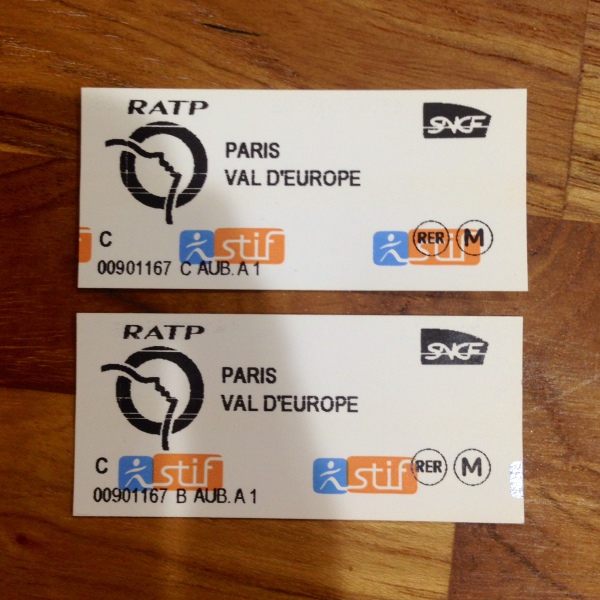 RATP
SNCF
PARIS
VAL D'EUROPE
C stif stif RER M
00901167 C AUB. A 1
RATP
SNCF
PARIS
VAL D'EUROPE
C stif stif RER M
00901167 B AUB. A 1